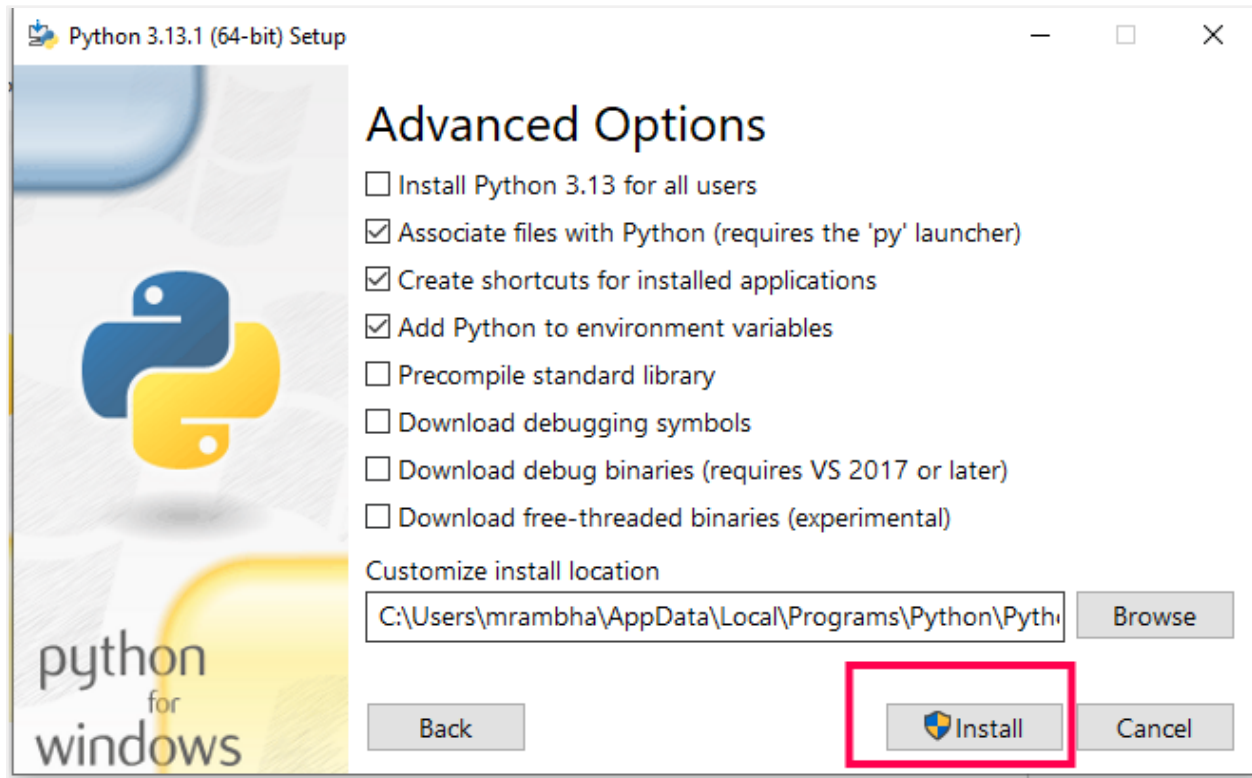 Python 3.13.1 (64-bit) Setup
Advanced Options
Install Python 3.13 for all users
Associate files with Python (requires the 'py' launcher)
Create shortcuts for installed applications
Add Python to environment variables
Precompile standard library
Download debugging symbols
Download debug binaries (requires VS 2017 or later)
Download free-threaded binaries (experimental)
Customize install location
C:\Users\mrambha\AppData\Local\Programs\Python\Pytho
Browse
python
for
windows
Back
Install
Cancel